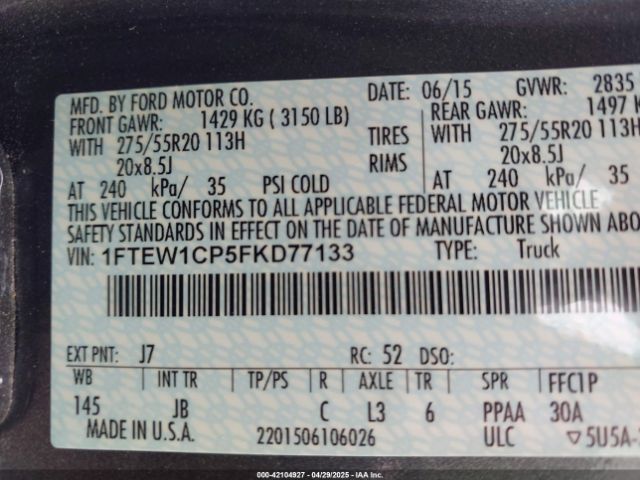 MFD. BY FORD MOTOR CO. DATE: 06/15 GVWR: 2835
FRONT GAWR: 1429 KG ( 3150 LB) REAR GAWR: 1497 K
WITH 275/55R20 113H TIRES WITH 275/55R20 113H
20x8.5J RIMS 20x8.5J
AT 240 kPa/ 35 PSI COLD AT 240 kPa/ 35
THIS VEHICLE CONFORMS TO ALL APPLICABLE FEDERAL MOTOR VEHICLE
SAFETY STANDARDS IN EFFECT ON THE DATE OF MANUFACTURE SHOWN ABO
VIN: 1FTEW1CP5FKD77133 TYPE: Truck
EXT PNT: J7 RC: 52 DSO:
WB INT TR TP/PS R AXLE TR SPR FFC1P
145 JB C L3 6 PPAA 30A
MADE IN U.S.A. 2201506106026 ULC ▽5U5A-
© IAA 000-42104927 04/29/2025 IAAI.COM